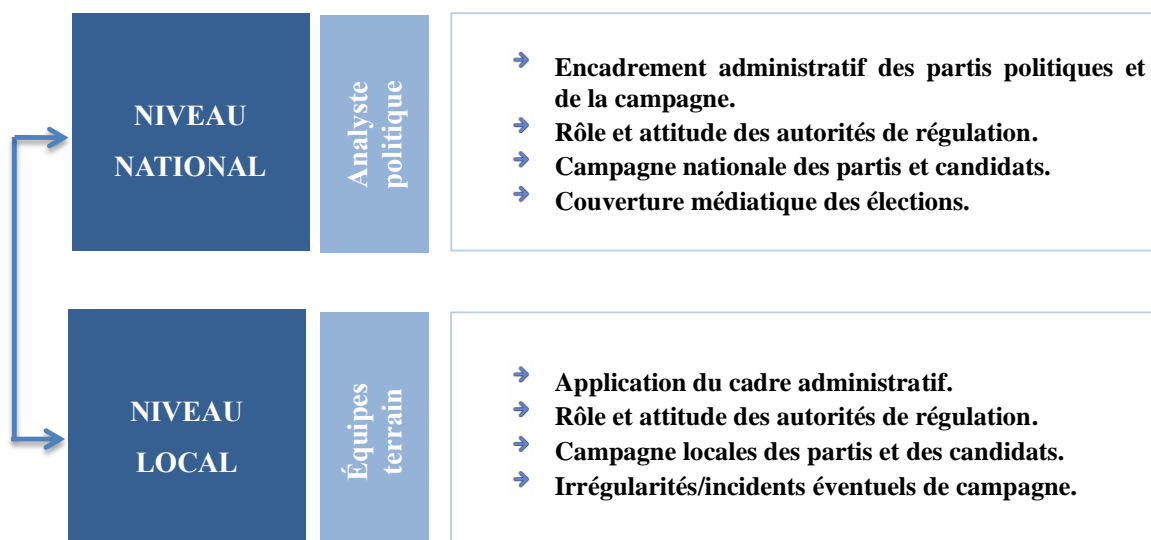 NIVEAU
NATIONAL
Analyste
politique
Encadrement administratif des partis politiques et
de la campagne.
Rôle et attitude des autorités de régulation.
Campagne nationale des partis et candidats.
Couverture médiatique des élections.
NIVEAU
LOCAL
Équipes
terrain
Application du cadre administratif.
Rôle et attitude des autorités de régulation.
Campagne locales des partis et des candidats.
Irrégularités/incidents éventuels de campagne.